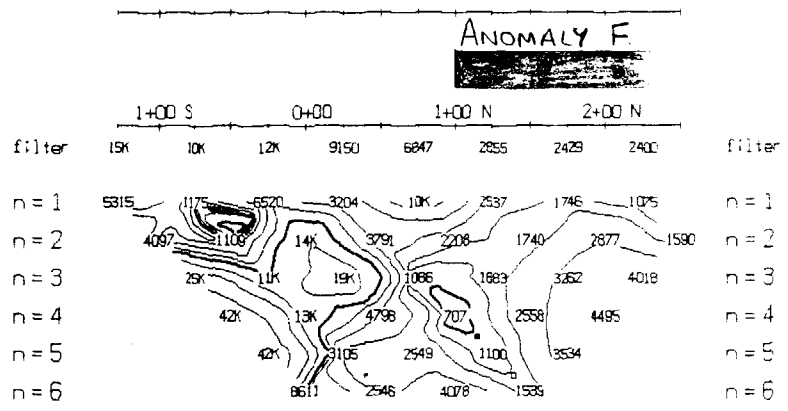 ANOMALY F
1+00 S 0+00 1+00 N 2+00 N
filter 15K 10K 12K 9150 6847 2855 2429 2400 filter
n = 1 5315 1175 6520 3204 10K 2537 1746 1075 n = 1
n = 2 4097 1109 14K 3791 2208 1740 2877 1590 n = 2
n = 3 25K 11K 19K 1086 1683 3262 4018 n = 3
n = 4 42K 13K 4798 707 2558 4495 n = 4
n = 5 42K 3105 2549 1100 3534 n = 5
n = 6 8611 2546 4078 1539 n = 6